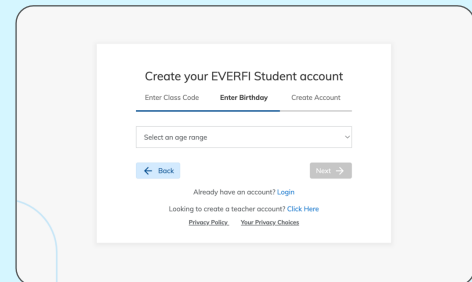 Create your EVERFI Student account
Enter Class Code Enter Birthday Create Account
Select an age range
← Back Next →
Already have an account? Login
Looking to create a teacher account? Click Here
Privacy Policy Your Privacy Choices